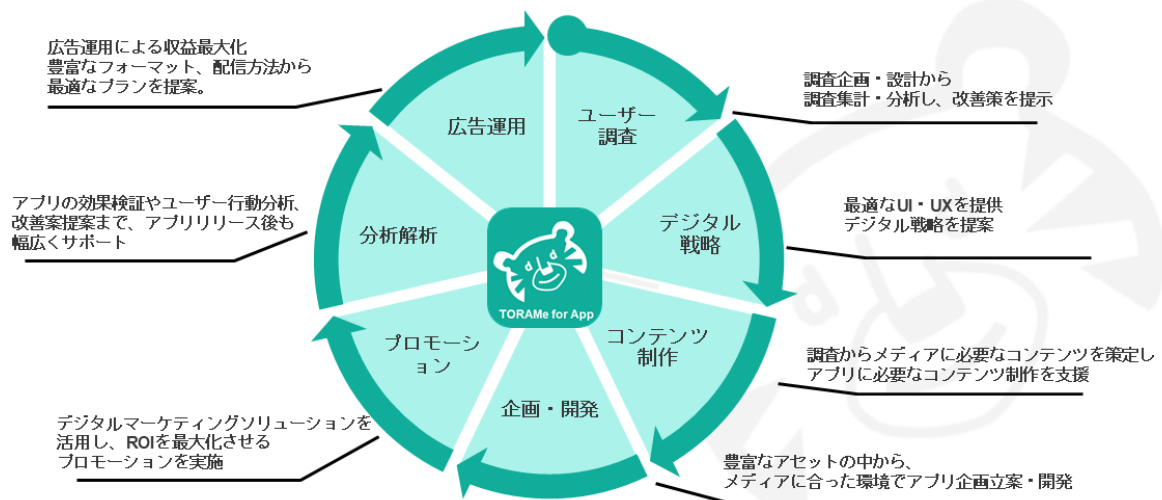 広告運用による収益最大化
豊富なフォーマット、配信方法から
最適なプランを提案。
調査企画・設計から
調査集計・分析し、改善策を提示
広告運用
ユーザー
調査
アプリの効果検証やユーザー行動分析、
改善案提案まで、アプリリリース後も
幅広くサポート
分析解析
デジタル
戦略
最適なUI・UXを提供
デジタル戦略を提案
TORAMe for App
プロモーシ
ョン
コンテンツ
制作
調査からメディアに必要なコンテンツを策定し
アプリに必要なコンテンツ制作を支援
企画・開発
デジタルマーケティングソリューションを
活用し、ROIを最大化させる
プロモーションを実施
豊富なアセットの中から、
メディアに合った環境でアプリ企画立案・開発